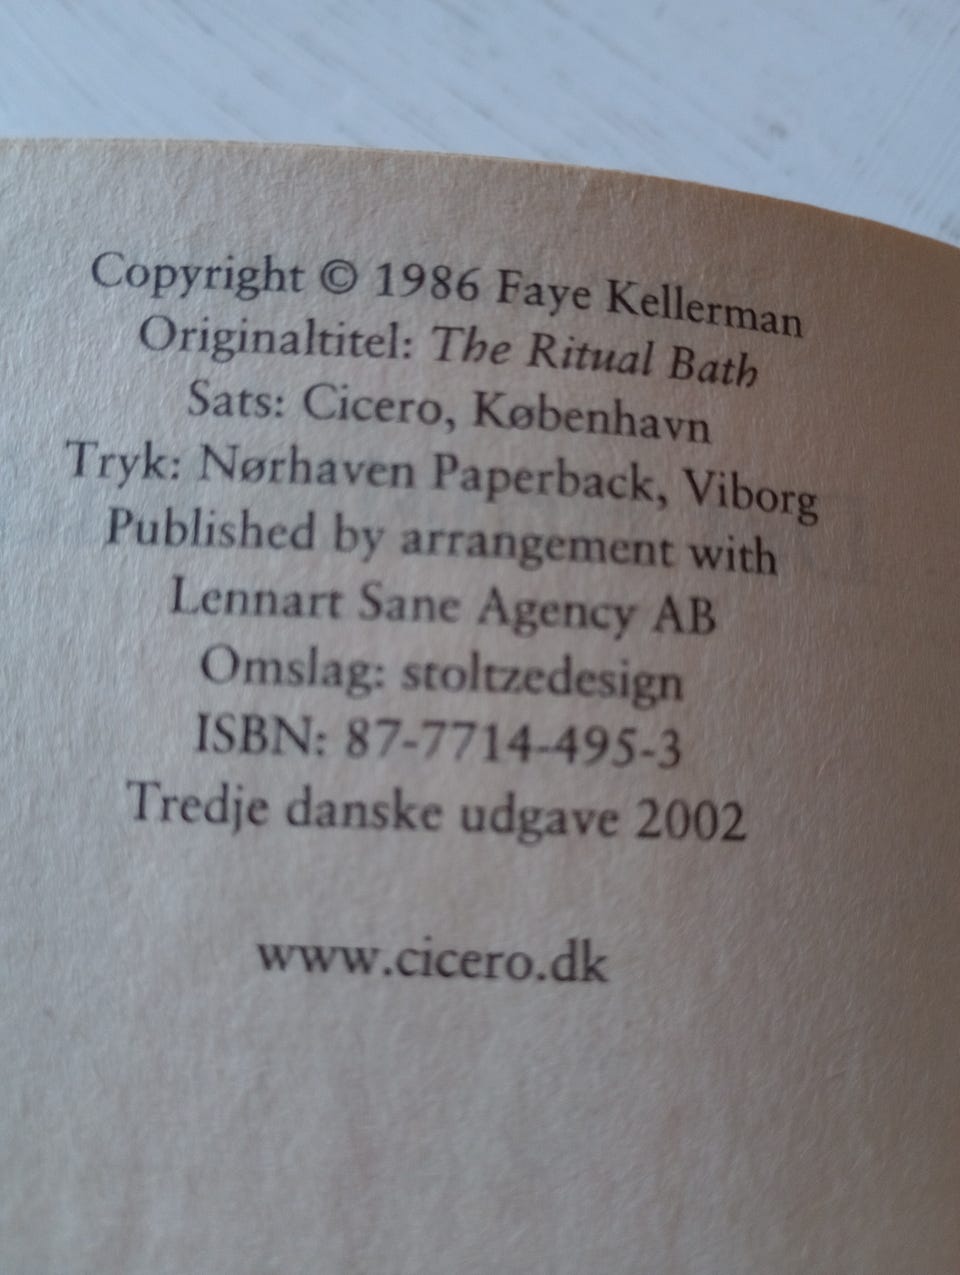 Copyright © 1986 Faye Kellerman
Originaltitel: The Ritual Bath
Sats: Cicero, København
Tryk: Nørhaven Paperback, Viborg
Published by arrangement with
Lennart Sane Agency AB
Omslag: stoltzedesign
ISBN: 87-7714-495-3
Tredje danske udgave 2002
www.cicero.dk